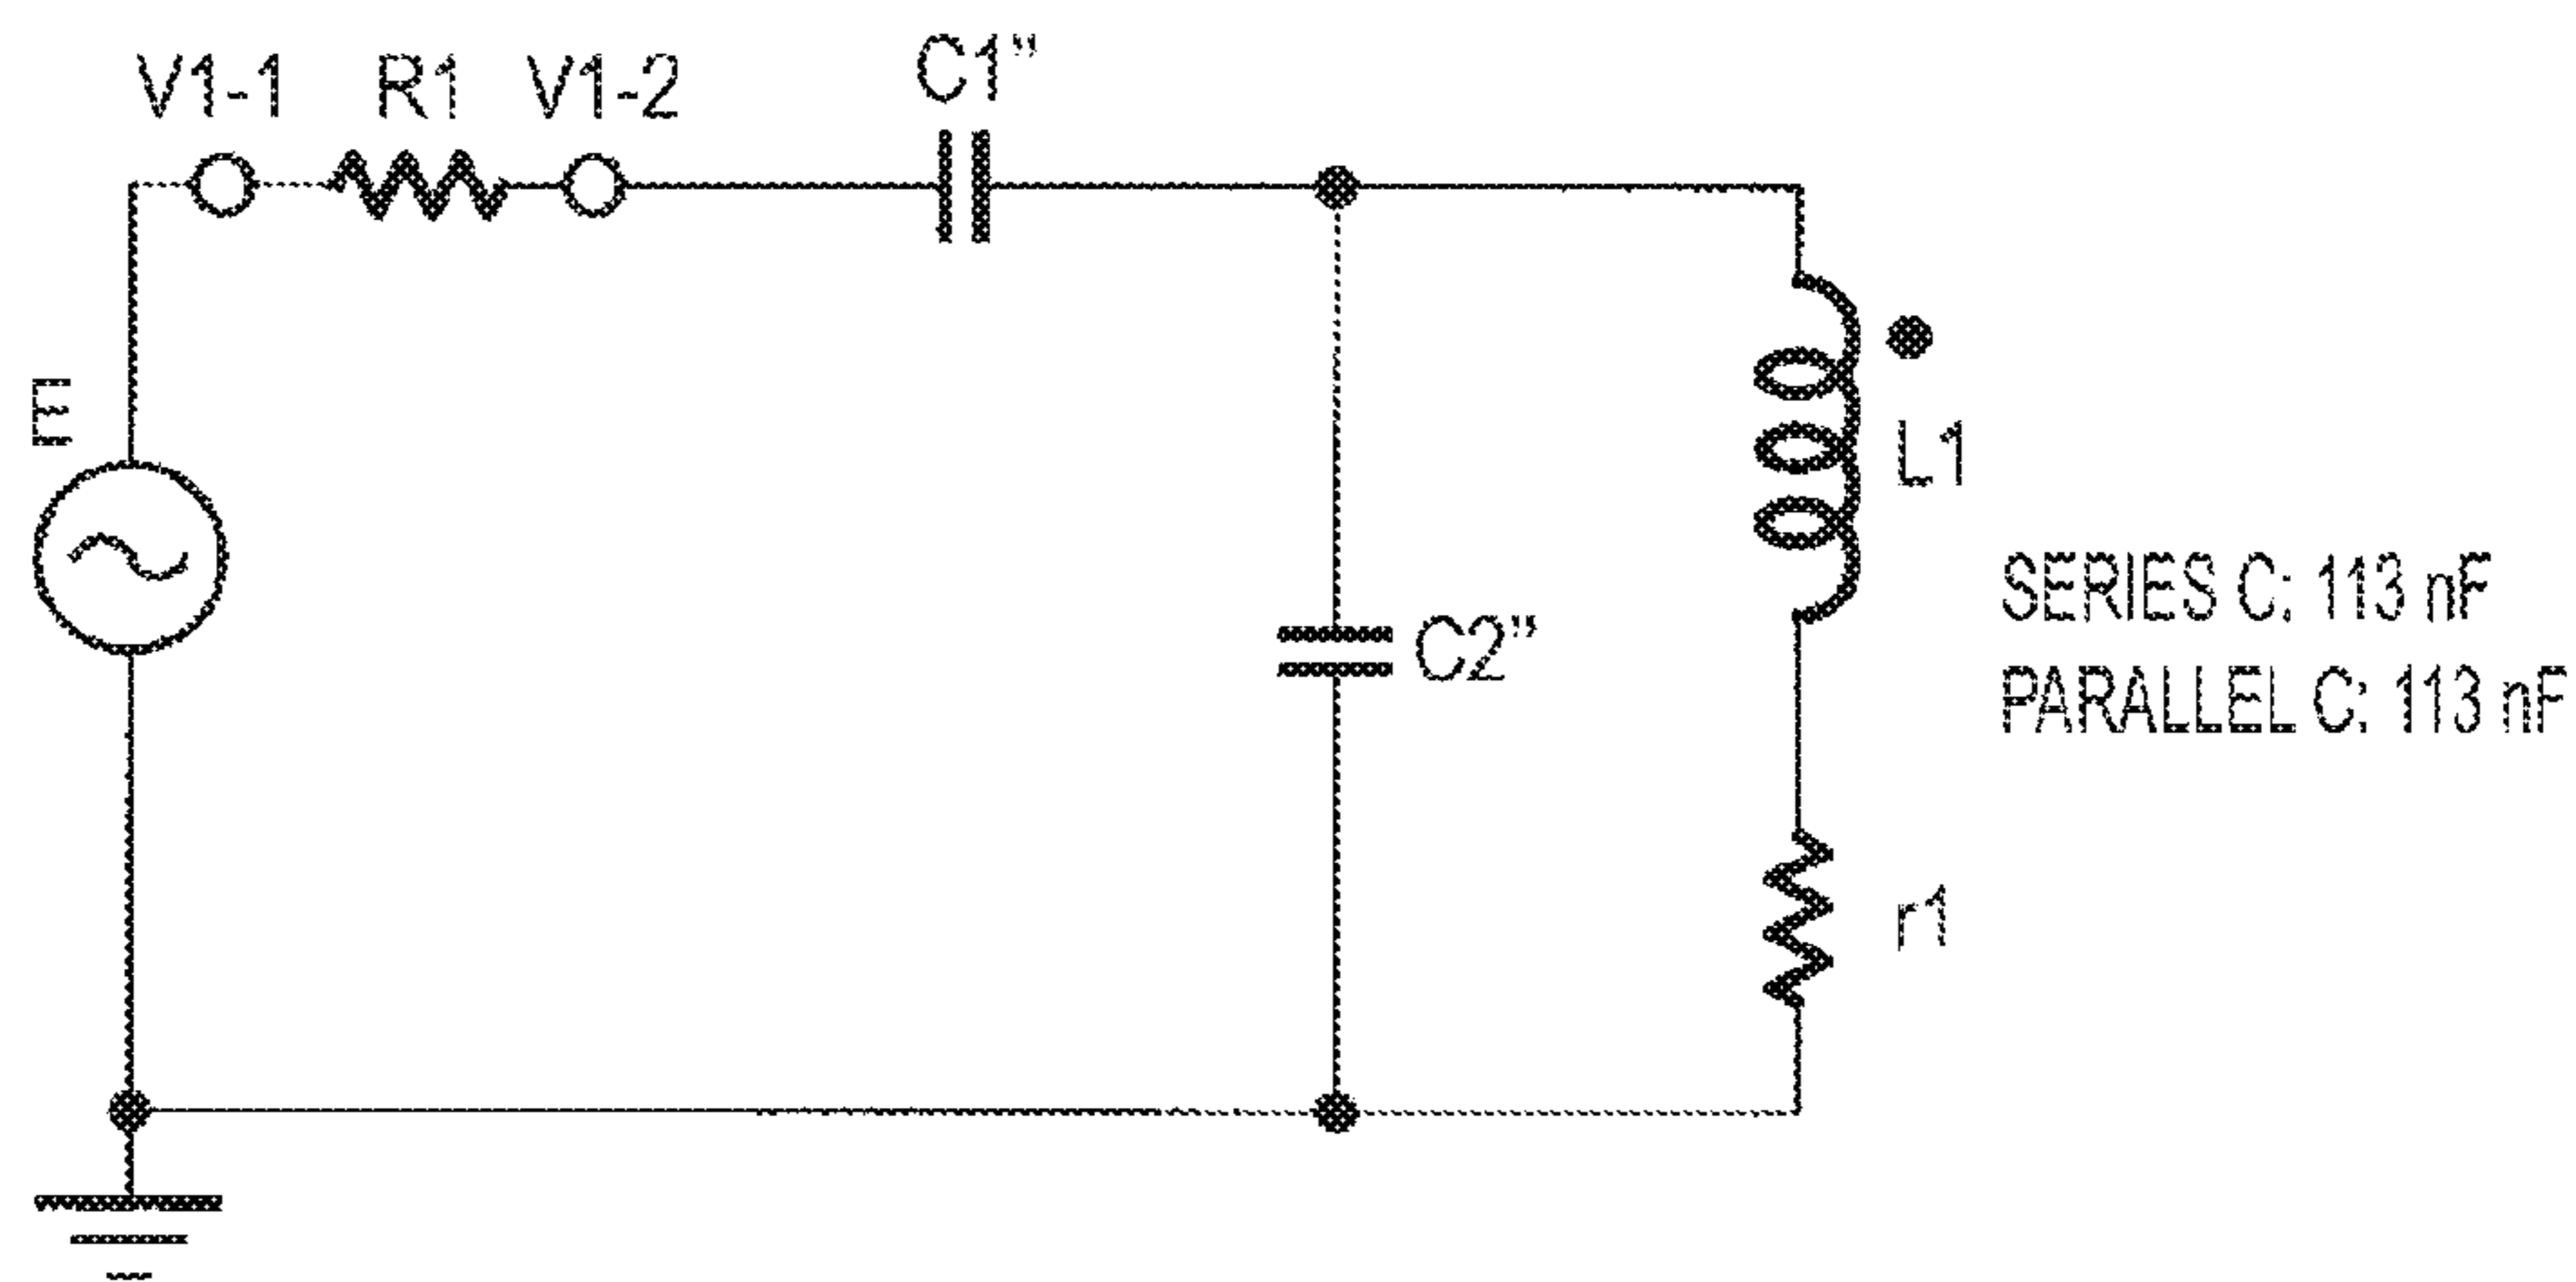 V1-1 R1 V1-2 C1”
E
L1
SERIES C: 113 nF
C2”
PARALLEL C: 113 nF
r1